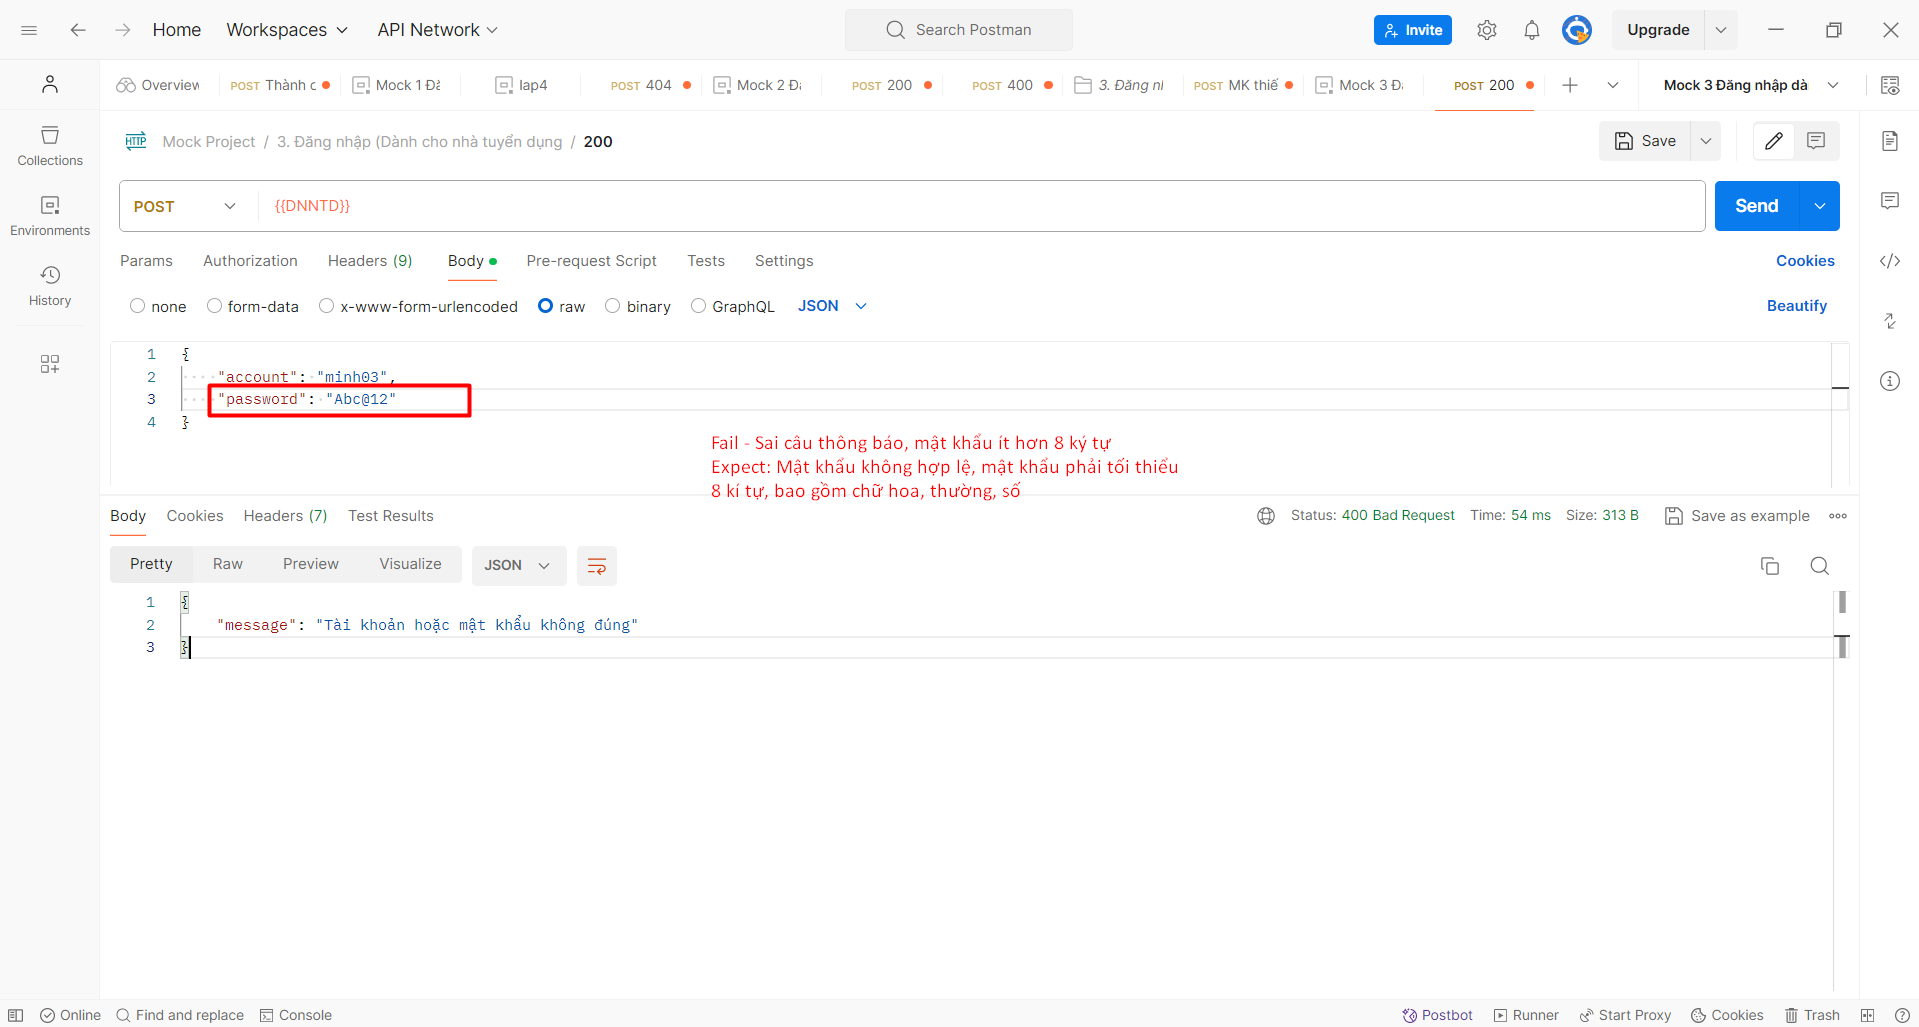 Home Workspaces API Network Search Postman Invite Upgrade
Overview POST Thành c Mock 1 Đă lap4 POST 404 Mock 2 Đă POST 200 POST 400 3. Đăng nh POST MK thiế Mock 3 Đă POST 200 Mock 3 Đăng nhập dà
Collections
Environments
History
HTTP Mock Project / 3. Đăng nhập (Dành cho nhà tuyển dụng / 200 Save
POST {{DNNTD}} Send
Params Authorization Headers (9) Body Pre-request Script Tests Settings Cookies
none form-data x-www-form-urlencoded raw binary GraphQL JSON Beautify
1 {
2 "account": "minh03",
3 "password": "Abc@12"
4 }
Fail - Sai câu thông báo, mật khẩu ít hơn 8 ký tự
Expect: Mật khẩu không hợp lệ, mật khẩu phải tối thiểu
8 kí tự, bao gồm chữ hoa, thường, số
Body Cookies Headers (7) Test Results Status: 400 Bad Request Time: 54 ms Size: 313 B Save as example
Pretty Raw Preview Visualize JSON
1 {
2 "message": "Tài khoản hoặc mật khẩu không đúng"
3 }
Online Find and replace Console Postbot Runner Start Proxy Cookies Trash